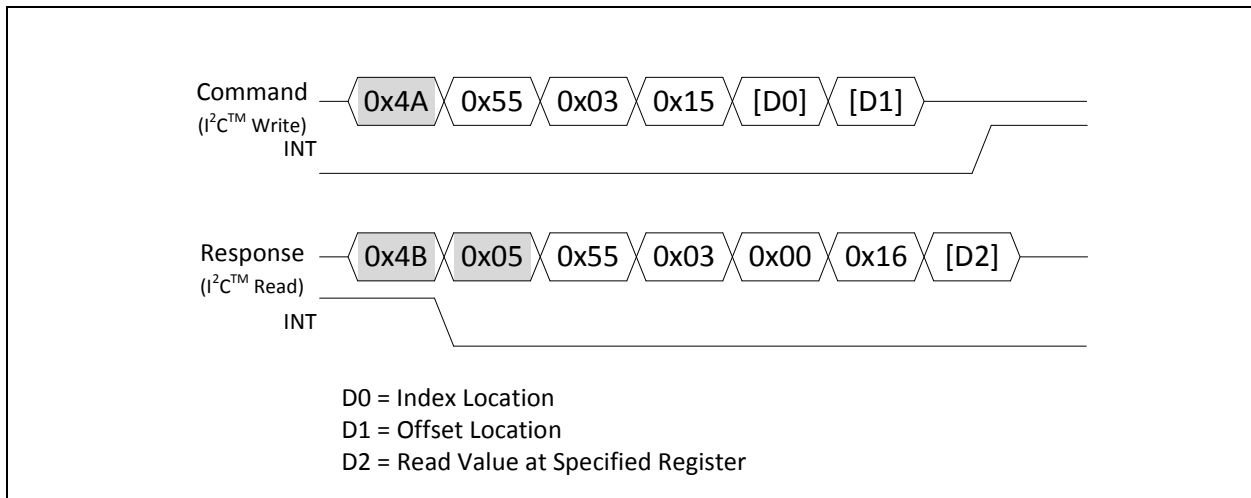 Command 0x4A 0x55 0x03 0x15 [D0] [D1]
(I²C™ Write)
INT
Response 0x4B 0x05 0x55 0x03 0x00 0x16 [D2]
(I²C™ Read)
INT
D0 = Index Location
D1 = Offset Location
D2 = Read Value at Specified Register